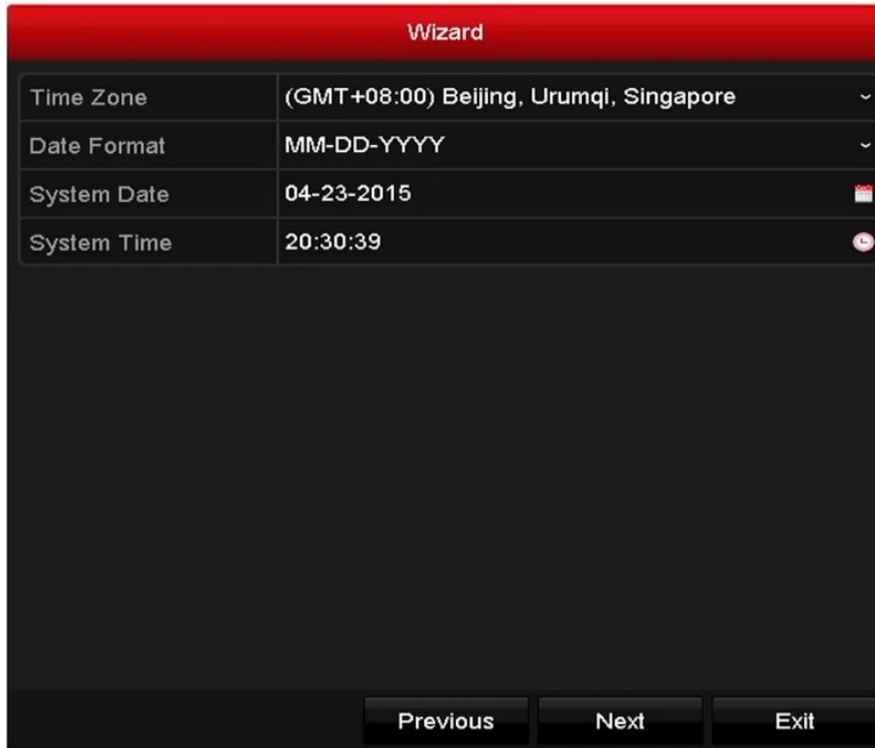 Wizard
Time Zone (GMT+08:00) Beijing, Urumqi, Singapore
Date Format MM-DD-YYYY
System Date 04-23-2015
System Time 20:30:39
Previous Next Exit